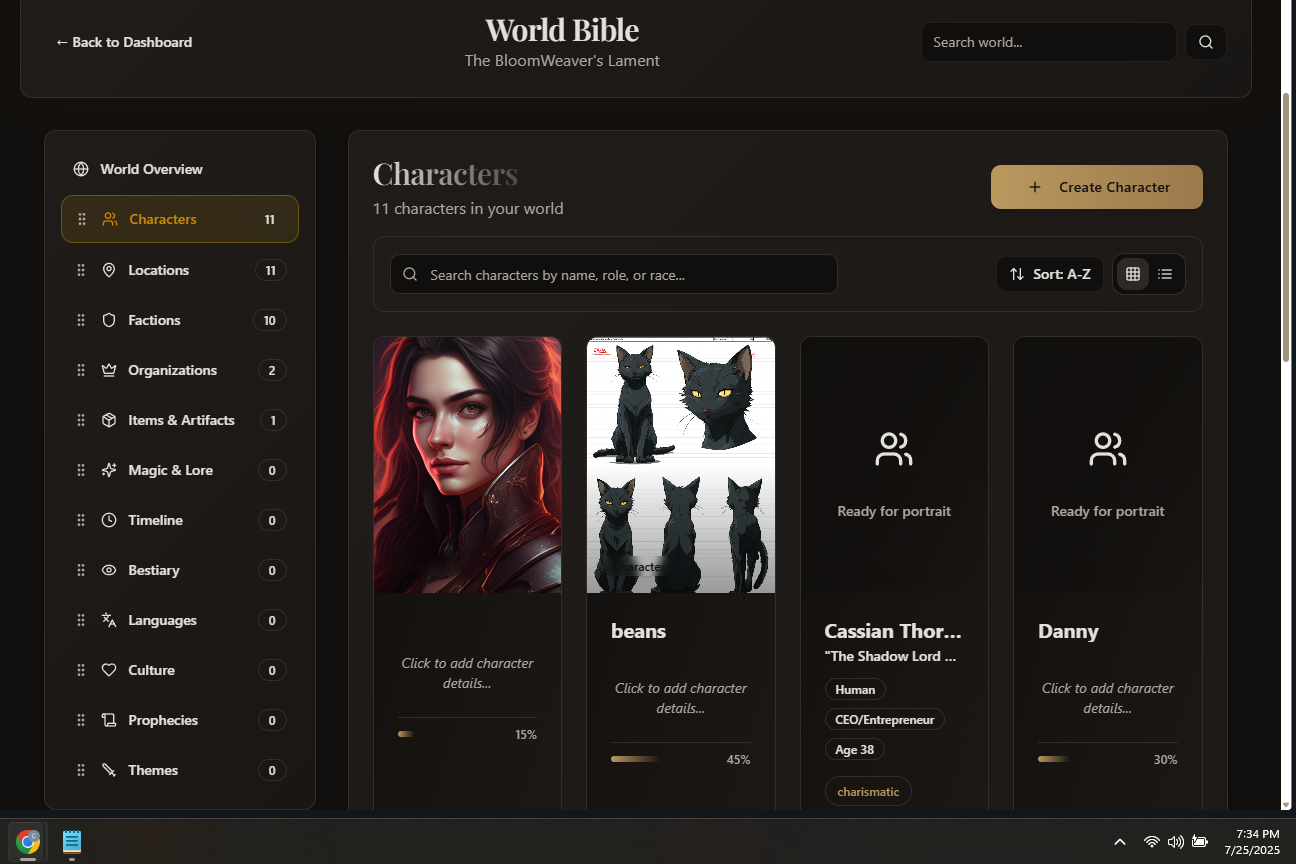 World Bible
← Back to Dashboard
The BloomWeaver's Lament
Search world...
World Overview
Characters 11
Locations 11
Factions 10
Organizations 2
Items & Artifacts 1
Magic & Lore 0
Timeline 0
Bestiary 0
Languages 0
Culture 0
Prophecies 0
Themes 0
Characters
11 characters in your world
+ Create Character
Search characters by name, role, or race...
Sort: A-Z
Click to add character
details...
15%
Character
beans
Click to add character
details...
45%
Ready for portrait
Cassian Thor...
"The Shadow Lord ...
Human
CEO/Entrepreneur
Age 38
charismatic
Ready for portrait
Danny
Click to add character
details...
30%
7:34 PM
7/25/2025